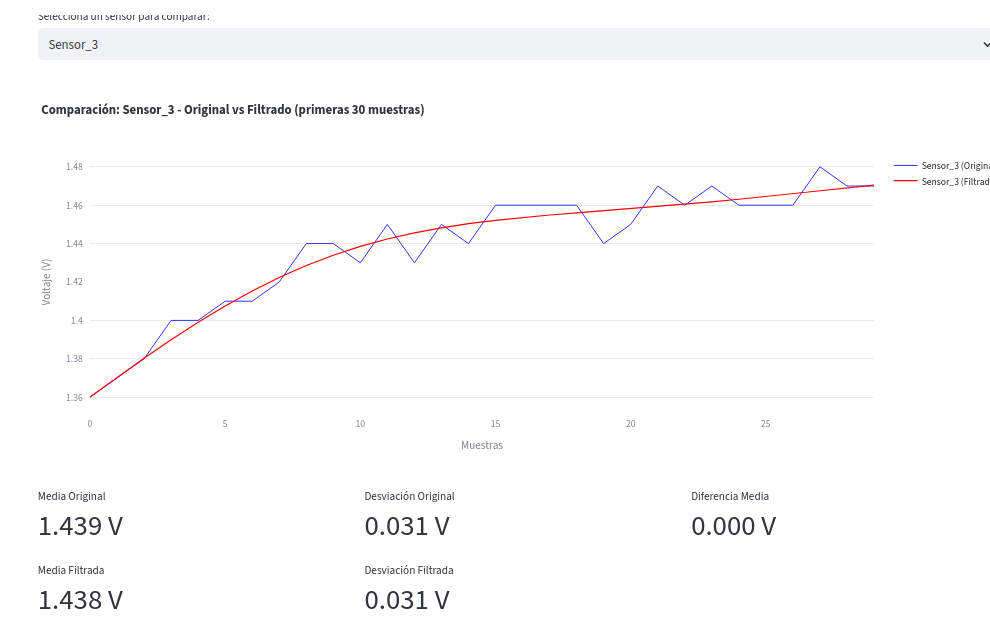 Selecciona un sensor para comparar:
Sensor_3
Comparación: Sensor_3 - Original vs Filtrado (primeras 30 muestras)
1.48
1.46
1.44
1.42
1.4
1.38
1.36
Voltaje (V)
0 5 10 15 20 25
Muestras
Sensor_3 (Origina
Sensor_3 (Filtrad
Media Original Desviación Original Diferencia Media
1.439 V 0.031 V 0.000 V
Media Filtrada Desviación Filtrada
1.438 V 0.031 V